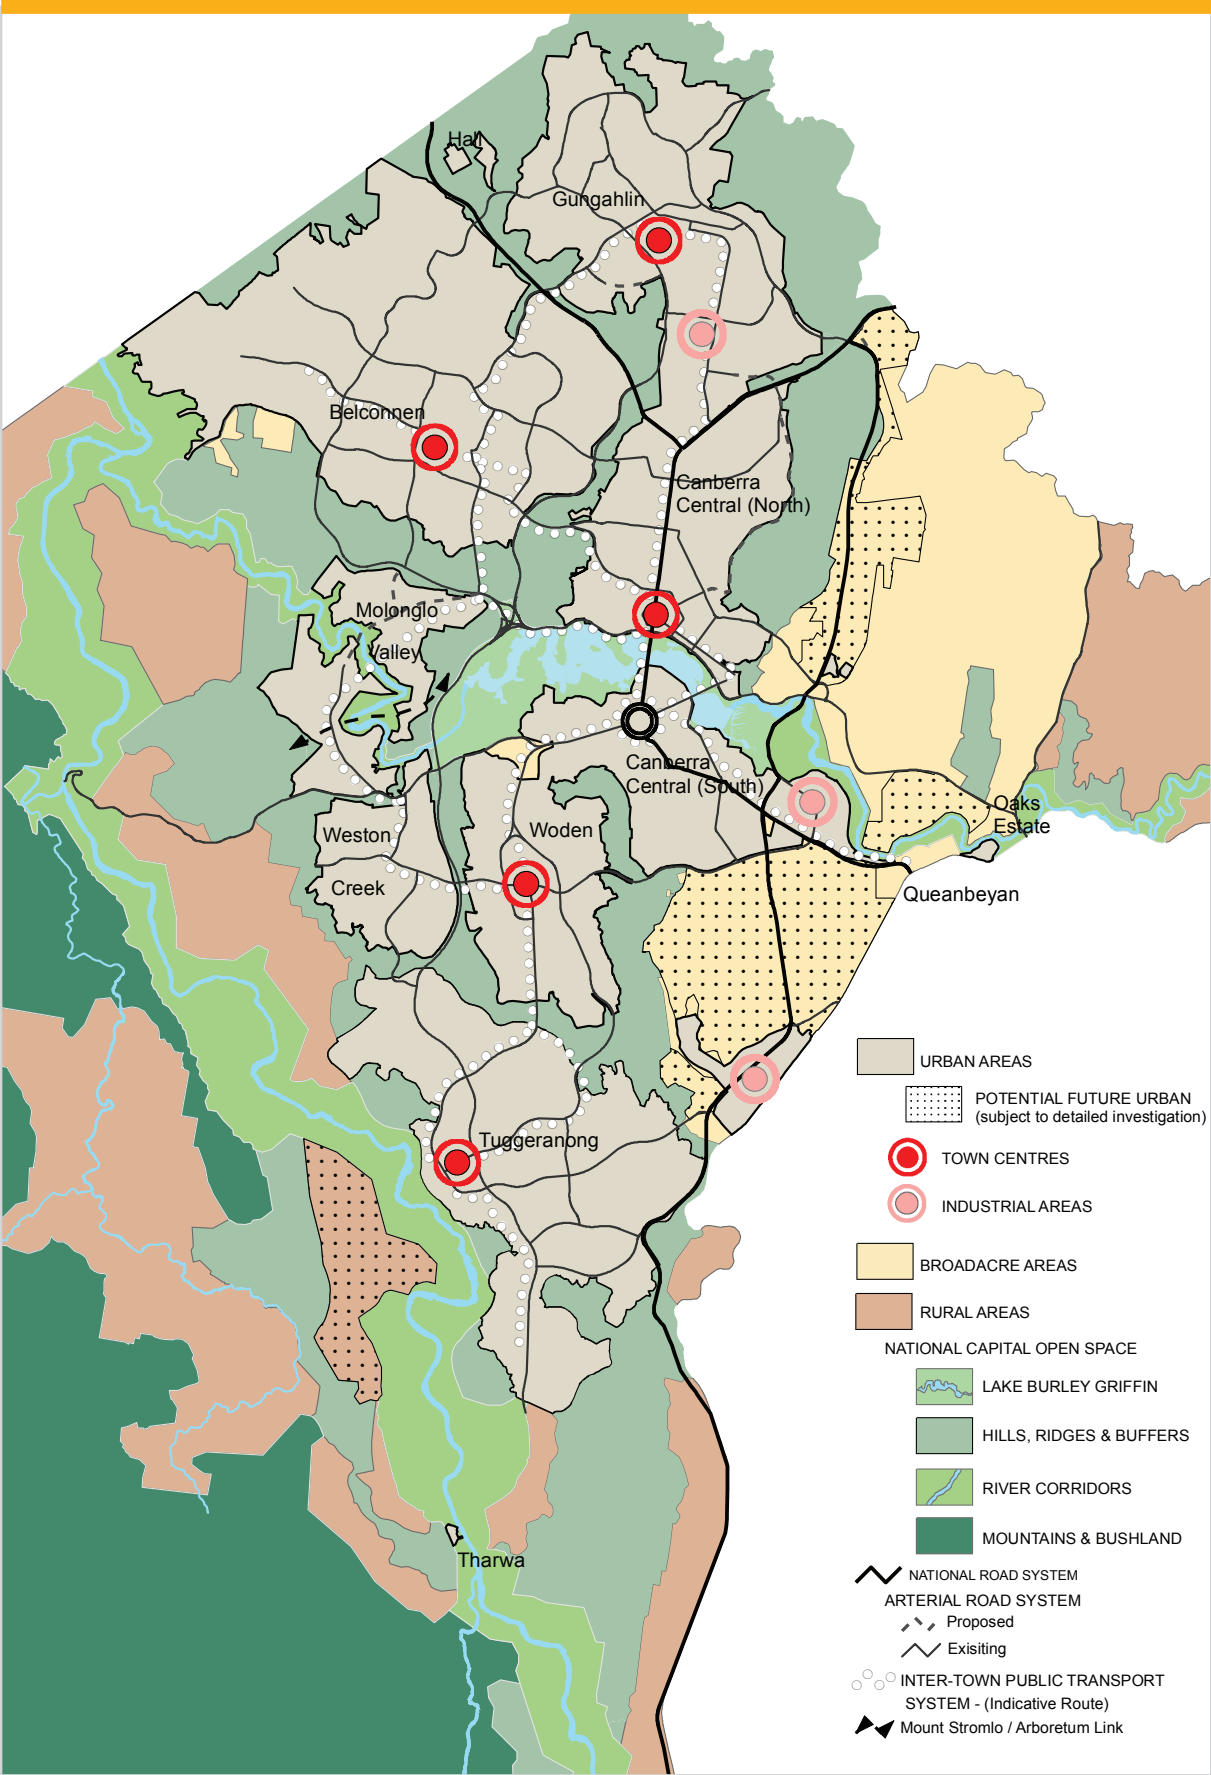 Hall
Gungahlin
Belconnen
Canberra
Central (North)
Molonglo
Valley
Canberra
Central (South)
Oaks
Estate
Weston
Woden
Creek
Queanbeyan
Tuggeranong
Tharwa
URBAN AREAS
POTENTIAL FUTURE URBAN
(subject to detailed investigation)
TOWN CENTRES
INDUSTRIAL AREAS
BROADACRE AREAS
RURAL AREAS
NATIONAL CAPITAL OPEN SPACE
LAKE BURLEY GRIFFIN
HILLS, RIDGES & BUFFERS
RIVER CORRIDORS
MOUNTAINS & BUSHLAND
NATIONAL ROAD SYSTEM
ARTERIAL ROAD SYSTEM
Proposed
Exisiting
INTER-TOWN PUBLIC TRANSPORT
SYSTEM - (Indicative Route)
Mount Stromlo / Arboretum Link